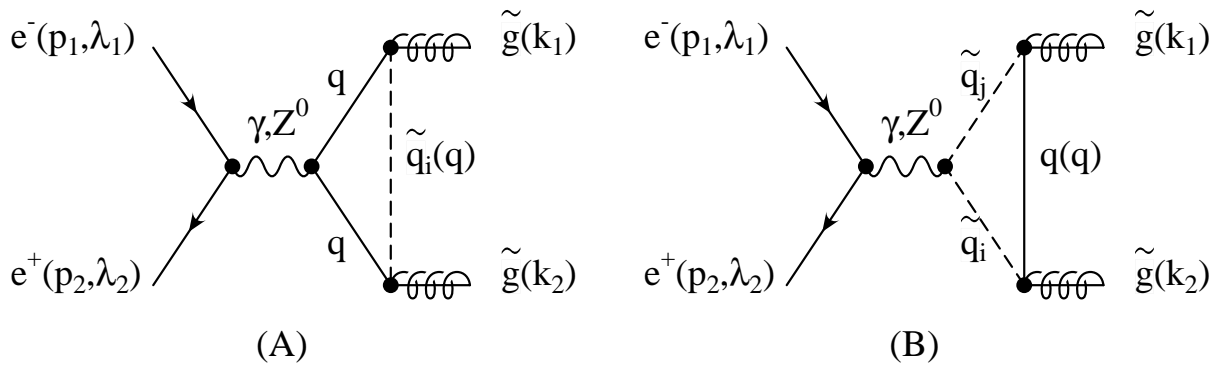 e⁻(p₁,λ₁)
q
g̃(k₁)
γ,Z⁰
q̃ᵢ(q)
e⁺(p₂,λ₂)
q
g̃(k₂)
(A)
e⁻(p₁,λ₁)
q̃ⱼ
g̃(k₁)
γ,Z⁰
q(q)
e⁺(p₂,λ₂)
q̃ᵢ
g̃(k₂)
(B)